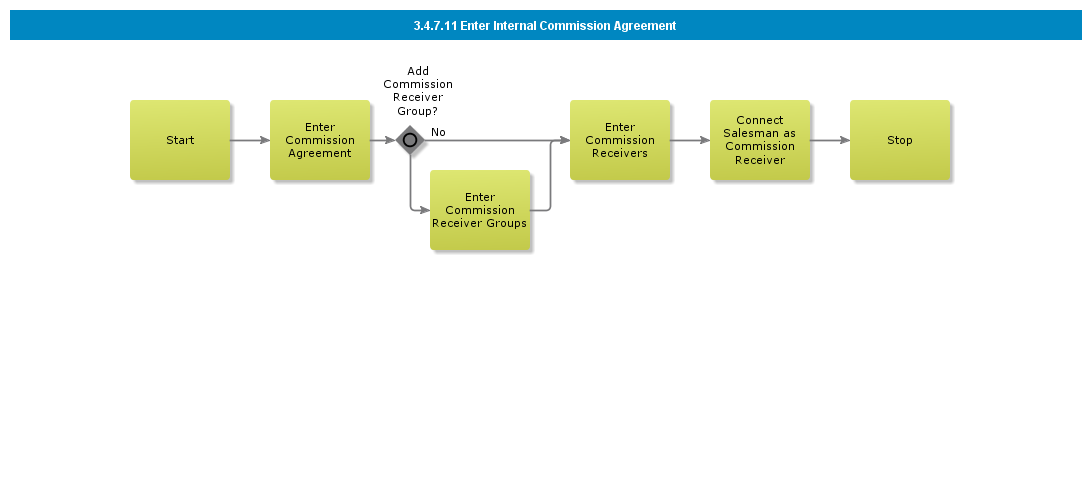 3.4.7.11 Enter Internal Commission Agreement
Add
Commission
Receiver
Group?
Start
Enter
Commission
Agreement
No
Enter
Commission
Receivers
Connect
Salesman as
Commission
Receiver
Stop
Enter
Commission
Receiver Groups